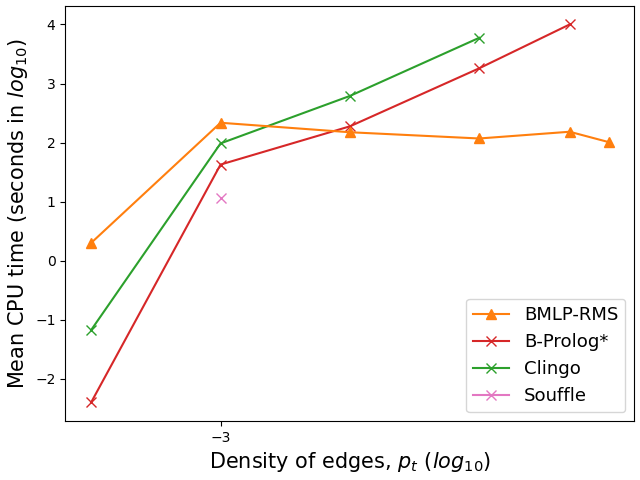 Mean CPU time (seconds in log10)
4
3
2
1
0
−1
−2
−3
Density of edges, pt (log10)
BMLP-RMS
B-Prolog*
Clingo
Souffle